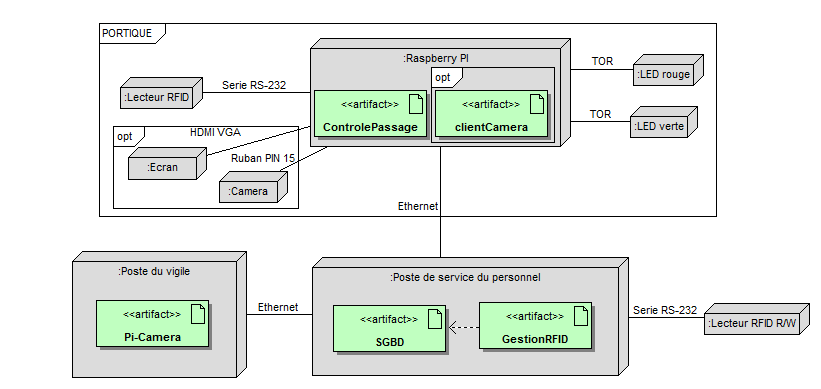 PORTIQUE
:Raspberry PI
TOR
:LED rouge
opt
Serie RS-232
:Lecteur RFID
<<artifact>>
ControlePassage
<<artifact>>
clientCamera
TOR
:LED verte
opt
HDMI VGA
:Ecran
Ruban PIN 15
:Camera
Ethernet
:Poste du vigile
:Poste de service du personnel
<<artifact>>
Pi-Camera
Ethernet
<<artifact>>
SGBD
<<artifact>>
GestionRFID
Serie RS-232
:Lecteur RFID R/W